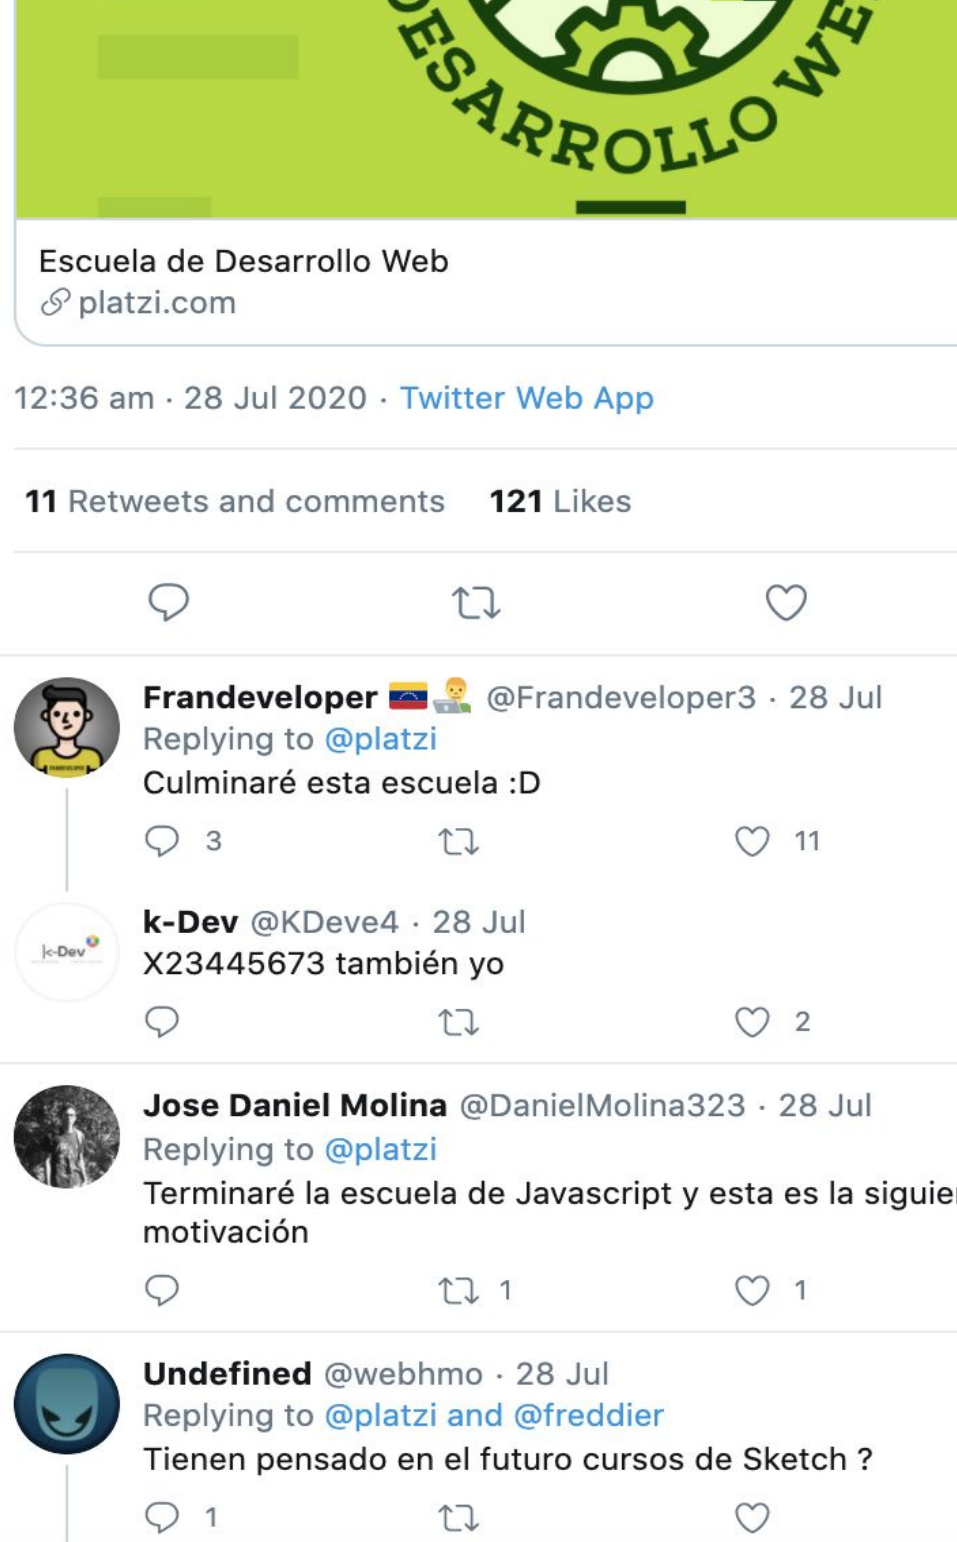 DESARROLLO WE
Escuela de Desarrollo Web
platzi.com
12:36 am · 28 Jul 2020 · Twitter Web App
11 Retweets and comments 121 Likes
Frandeveloper 🇻🇪👨‍💻 @Frandeveloper3 · 28 Jul
Replying to @platzi
Culminaré esta escuela :D
3 11
k-Dev @KDeve4 · 28 Jul
k-Dev
X23445673 también yo
2
Jose Daniel Molina @DanielMolina323 · 28 Jul
Replying to @platzi
Terminaré la escuela de Javascript y esta es la siguie
motivación
1 1
Undefined @webhmo · 28 Jul
Replying to @platzi and @freddier
Tienen pensado en el futuro cursos de Sketch ?
1